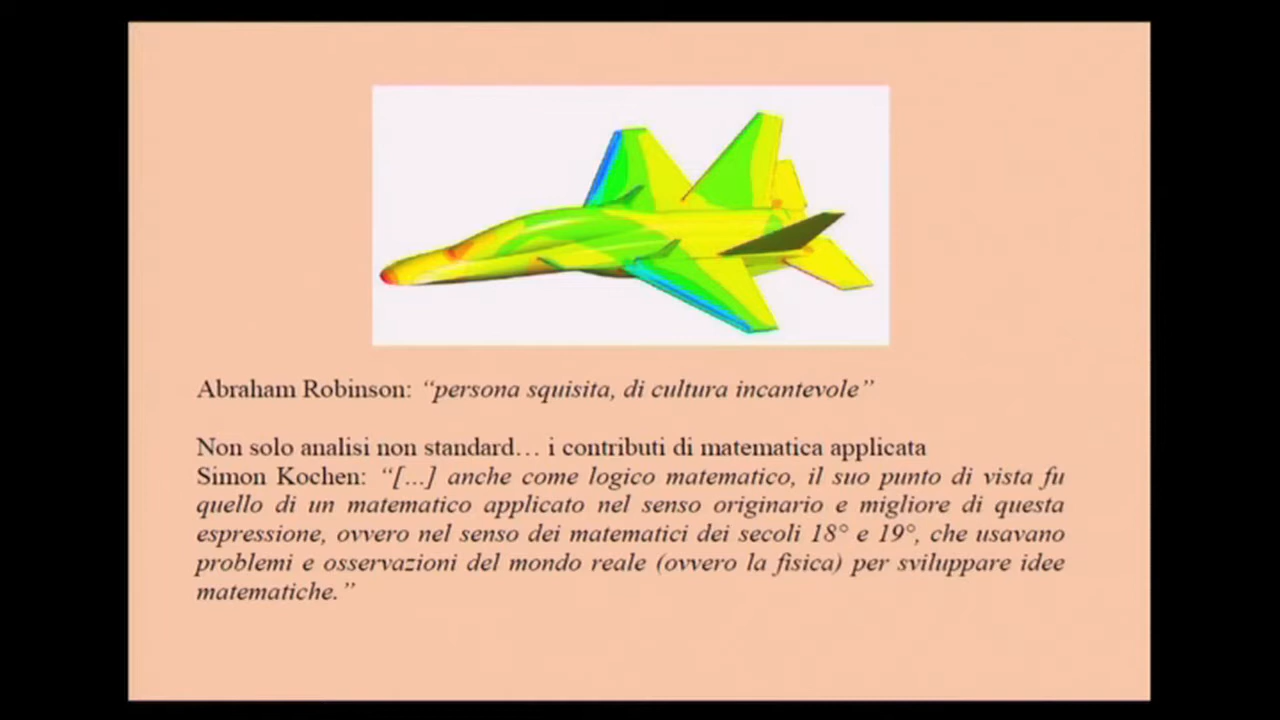 Abraham Robinson: “persona squisita, di cultura incantevole”
Non solo analisi non standard… i contributi di matematica applicata
Simon Kochen: “[...] anche come logico matematico, il suo punto di vista fu
quello di un matematico applicato nel senso originario e migliore di questa
espressione, ovvero nel senso dei matematici dei secoli 18° e 19°, che usavano
problemi e osservazioni del mondo reale (ovvero la fisica) per sviluppare idee
matematiche.”